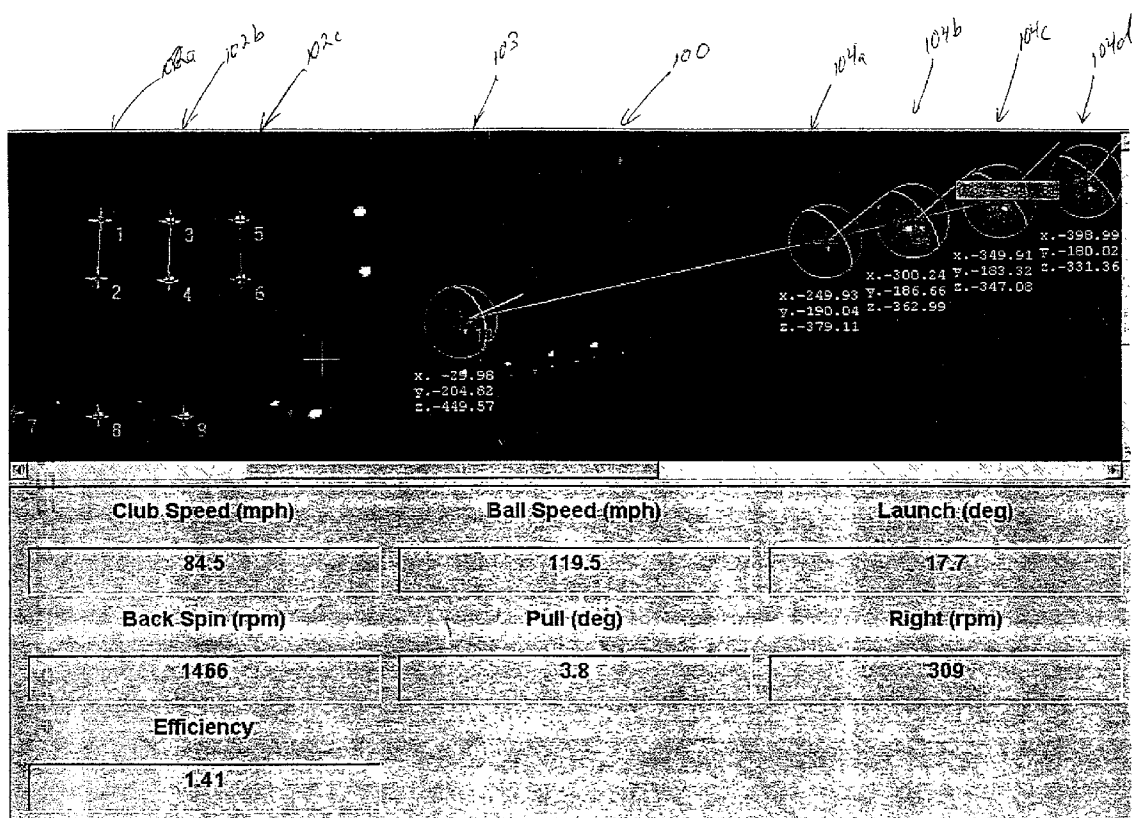 102a 102b 102c 103 100 104a 104b 104c 104d
1 3 5
2 4 6
x.-398.99
y.-180.02
z.-331.36
x.-349.91
y.-183.32
z.-347.08
x.-300.24
y.-186.66
z.-362.99
x.-249.93
y.-190.04
z.-379.11
x. -29.98
y.-204.82
z.-449.57
7 8 9
Club Speed (mph) Ball Speed (mph) Launch (deg)
84.5 119.5 17.7
Back Spin (rpm) Pull (deg) Right (rpm)
1466 3.8 309
Efficiency
1.41